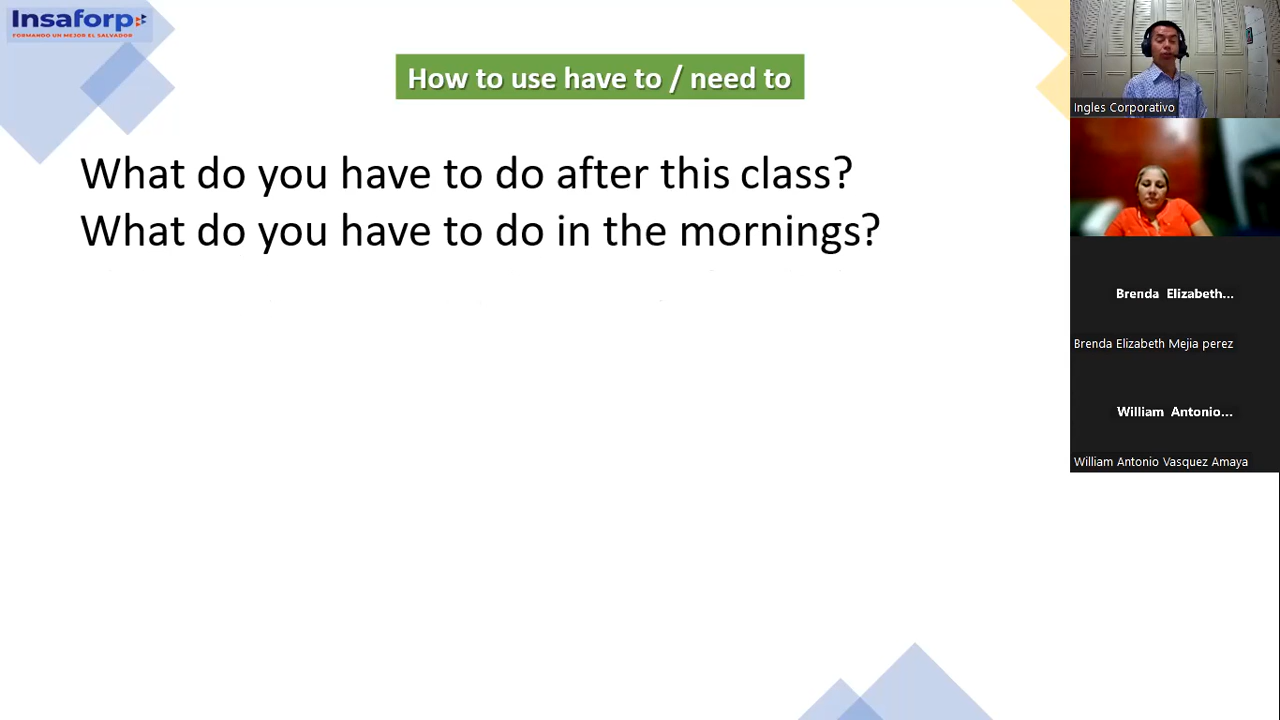 Insaforp
FORMANDO UN MEJOR EL SALVADOR
How to use have to / need to
What do you have to do after this class?
What do you have to do in the mornings?
Ingles Corporativo
Brenda Elizabeth...
Brenda Elizabeth Mejia perez
William Antonio...
William Antonio Vasquez Amaya